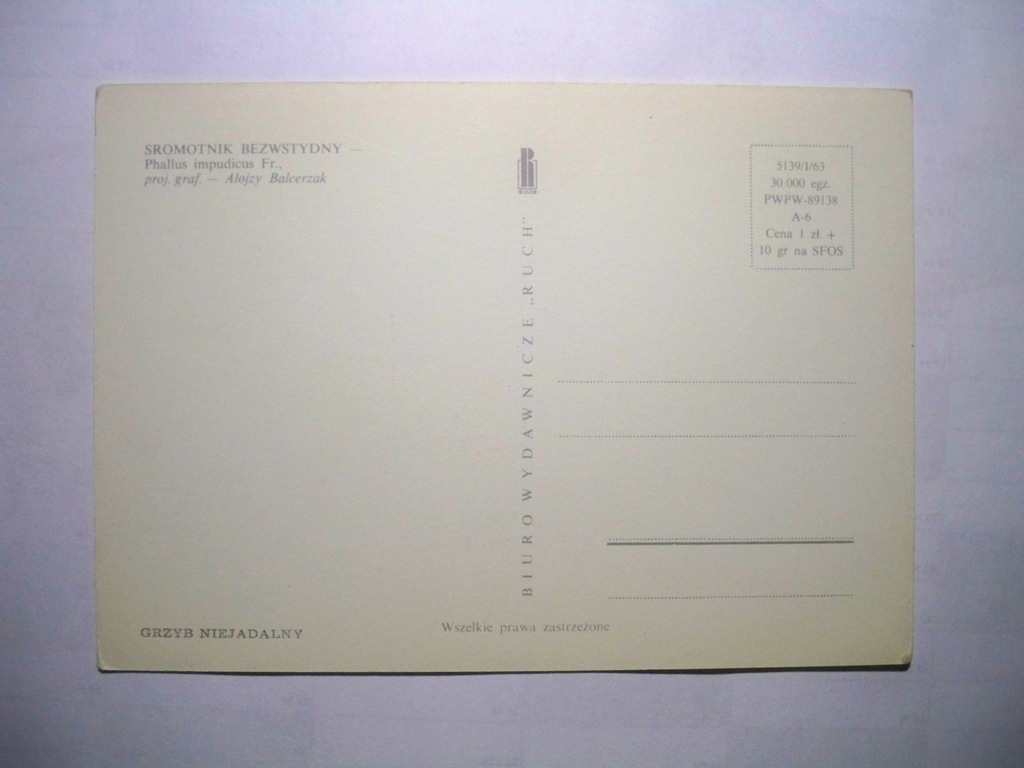 SROMOTNIK BEZWSTYDNY —
Phallus impudicus Fr.,
proj. graf. — Alojzy Balcerzak
GRZYB NIEJADALNY
R
RUCH
BIURO WYDAWNICZE „RUCH”
Wszelkie prawa zastrzeżone
5139/I/63
30 000 egz.
PWPW-89138
A-6
Cena 1 zł +
10 gr na SFOS